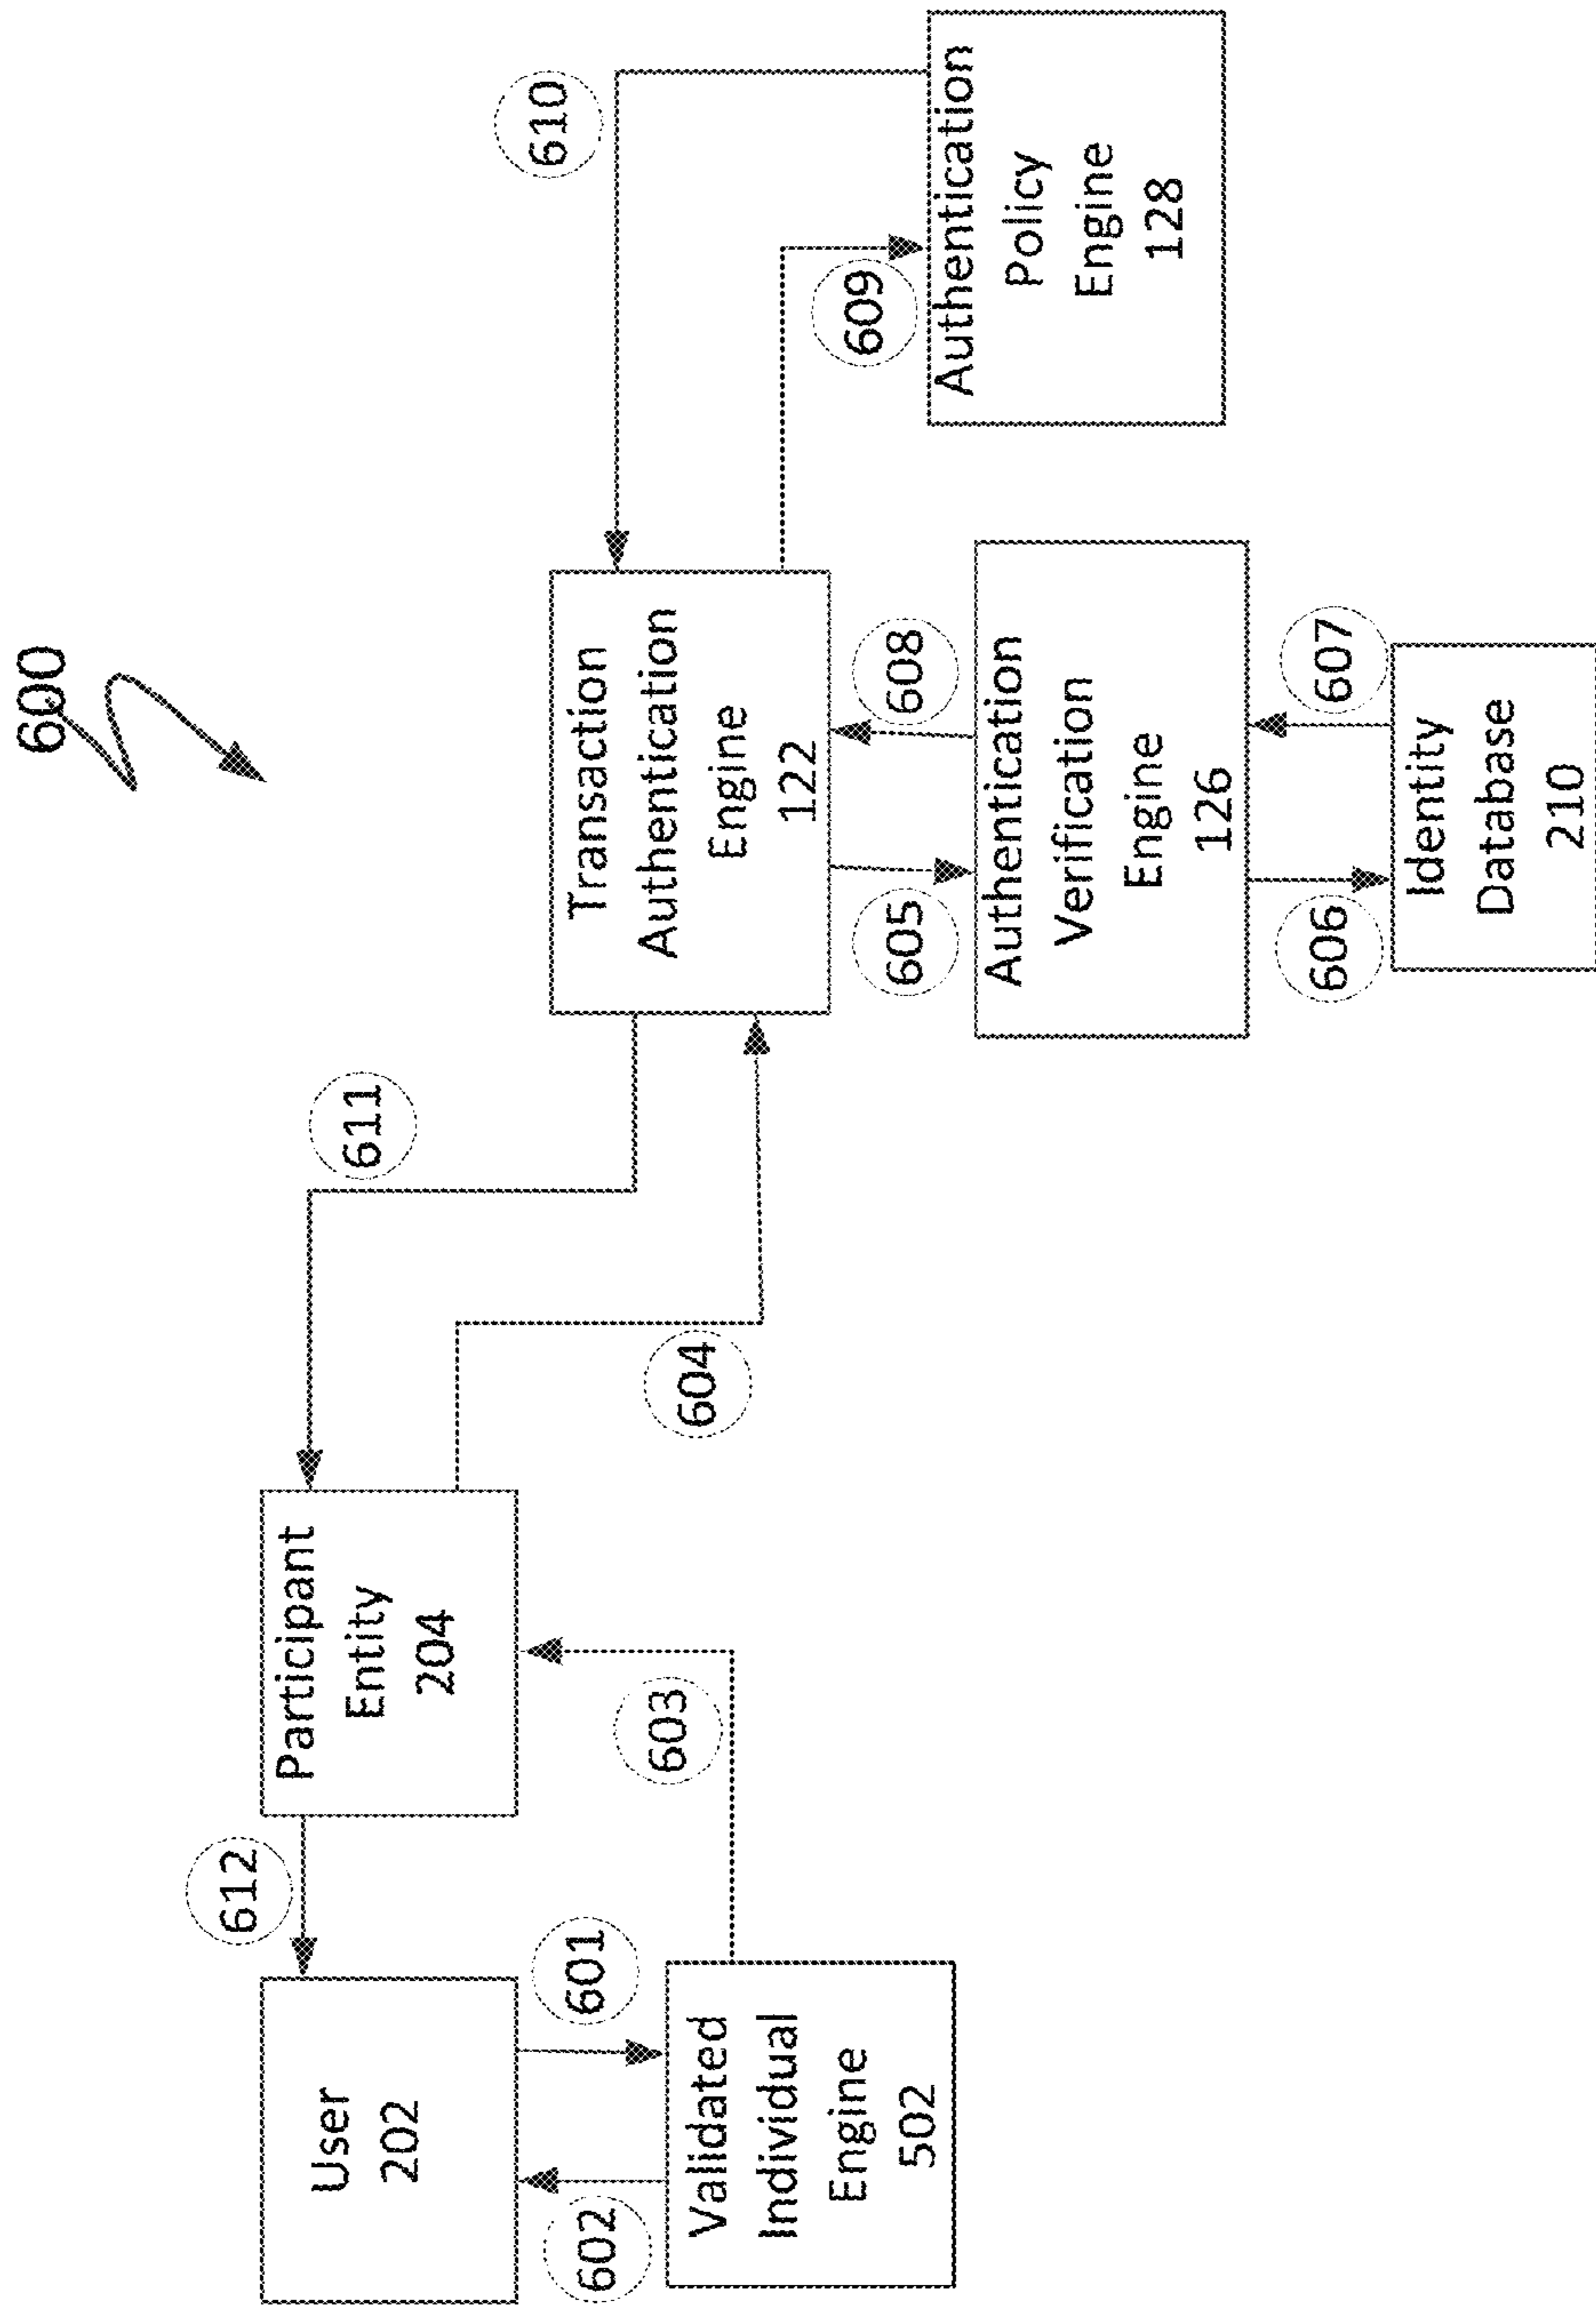 600
612
User
202
Participant
Entity
204
611
610
601
602
603
604
Validated
Individual
Engine
502
Transaction
Authentication
Engine
122
605
608
609
Authentication
Verification
Engine
126
Authentication
Policy
Engine
128
606
607
Identity
Database
210